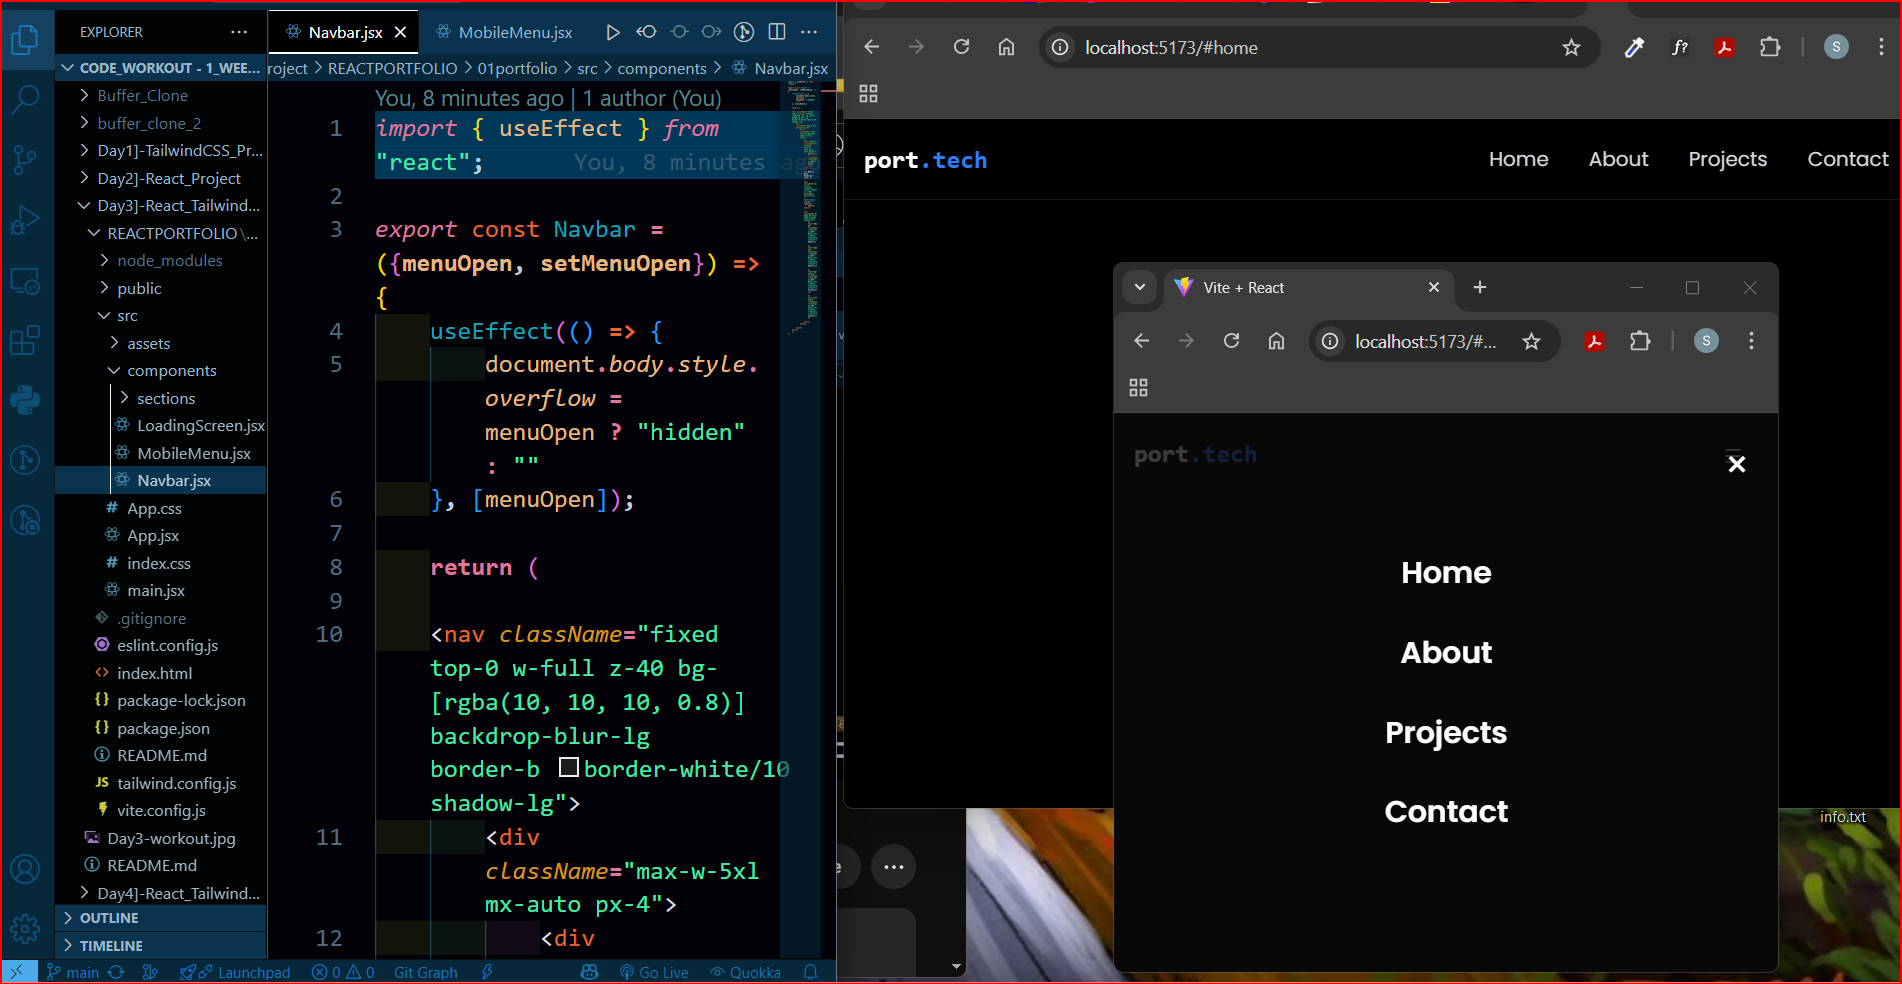 EXPLORER
CODE_WORKOUT - 1_WEE...
Buffer_Clone
buffer_clone_2
Day1]-TailwindCSS_Pr...
Day2]-React_Project
Day3]-React_Tailwind...
REACTPORTFOLIO\...
node_modules
public
src
assets
components
sections
LoadingScreen.jsx
MobileMenu.jsx
Navbar.jsx
# App.css
App.jsx
# index.css
main.jsx
.gitignore
eslint.config.js
<> index.html
{} package-lock.json
{} package.json
README.md
JS tailwind.config.js
vite.config.js
Day3-workout.jpg
README.md
Day4]-React_Tailwind...
OUTLINE
TIMELINE
Navbar.jsx
MobileMenu.jsx
roject > REACTPORTFOLIO > 01portfolio > src > components > Navbar.jsx
You, 8 minutes ago | 1 author (You)
1 import { useEffect } from
"react"; You, 8 minutes ago
2
3 export const Navbar =
({menuOpen, setMenuOpen}) =>
{
4 useEffect(() => {
5 document.body.style.
overflow =
menuOpen ? "hidden"
: ""
6 }, [menuOpen]);
7
8 return (
9
10 <nav className="fixed
top-0 w-full z-40 bg-
[rgba(10, 10, 10, 0.8)]
backdrop-blur-lg
border-b border-white/10
shadow-lg">
11 <div
className="max-w-5xl
mx-auto px-4">
12 <div
main
Launchpad
0 0
Git Graph
Go Live
Quokka
localhost:5173/#home
f?
S
port.tech
Home
About
Projects
Contact
Vite + React
localhost:5173/#...
S
port.tech
Home
About
Projects
Contact
info.txt